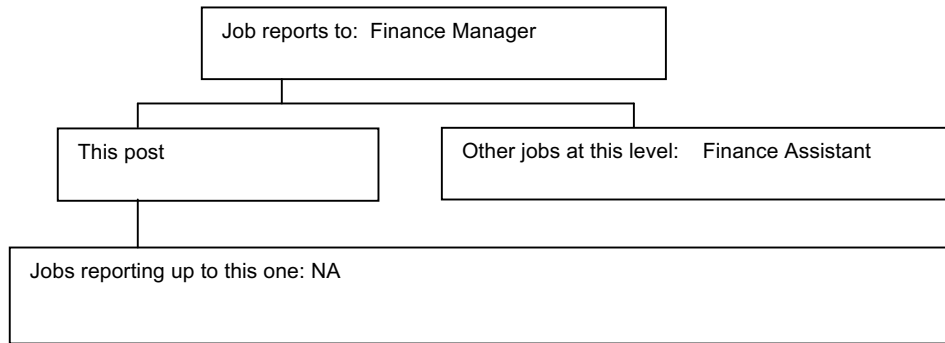 Job reports to: Finance Manager
This post
Other jobs at this level: Finance Assistant
Jobs reporting up to this one: NA